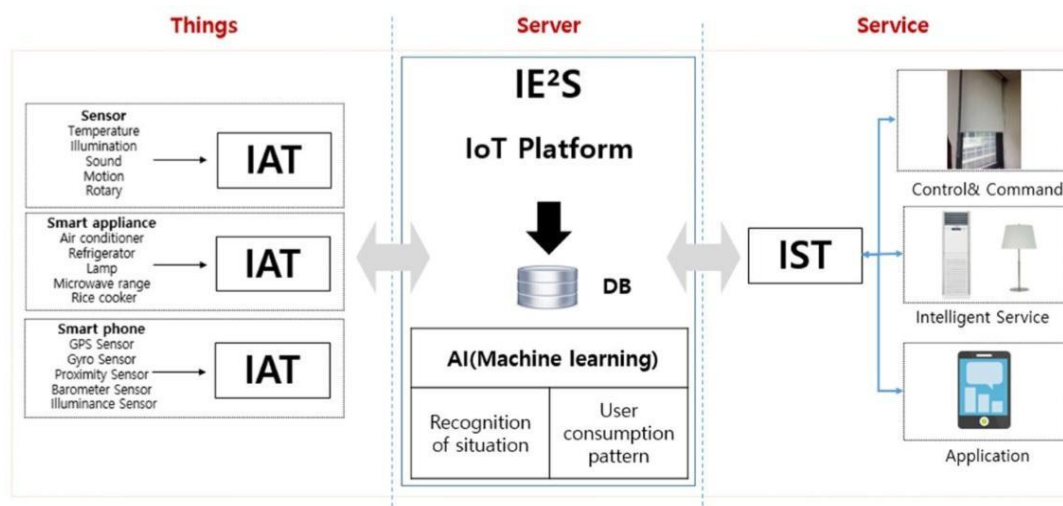 Things
Server
Service
Sensor
Temperature
Illumination
Sound
Motion
Rotary
IAT
Smart appliance
Air conditioner
Refrigerator
Lamp
Microwave range
Rice cooker
IAT
Smart phone
GPS Sensor
Gyro Sensor
Proximity Sensor
Barometer Sensor
Illuminance Sensor
IAT
IE²S
IoT Platform
DB
AI(Machine learning)
Recognition
of situation
User
consumption
pattern
IST
Control& Command
Intelligent Service
Application